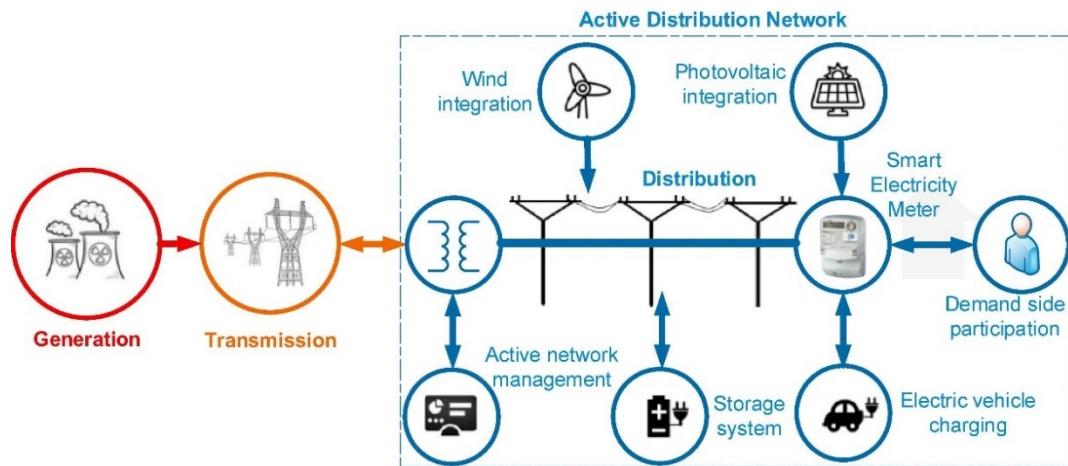 Active Distribution Network
Wind
integration
Photovoltaic
integration
Distribution
Smart
Electricity
Meter
Generation
Transmission
Demand side
participation
Active network
management
Storage
system
Electric vehicle
charging